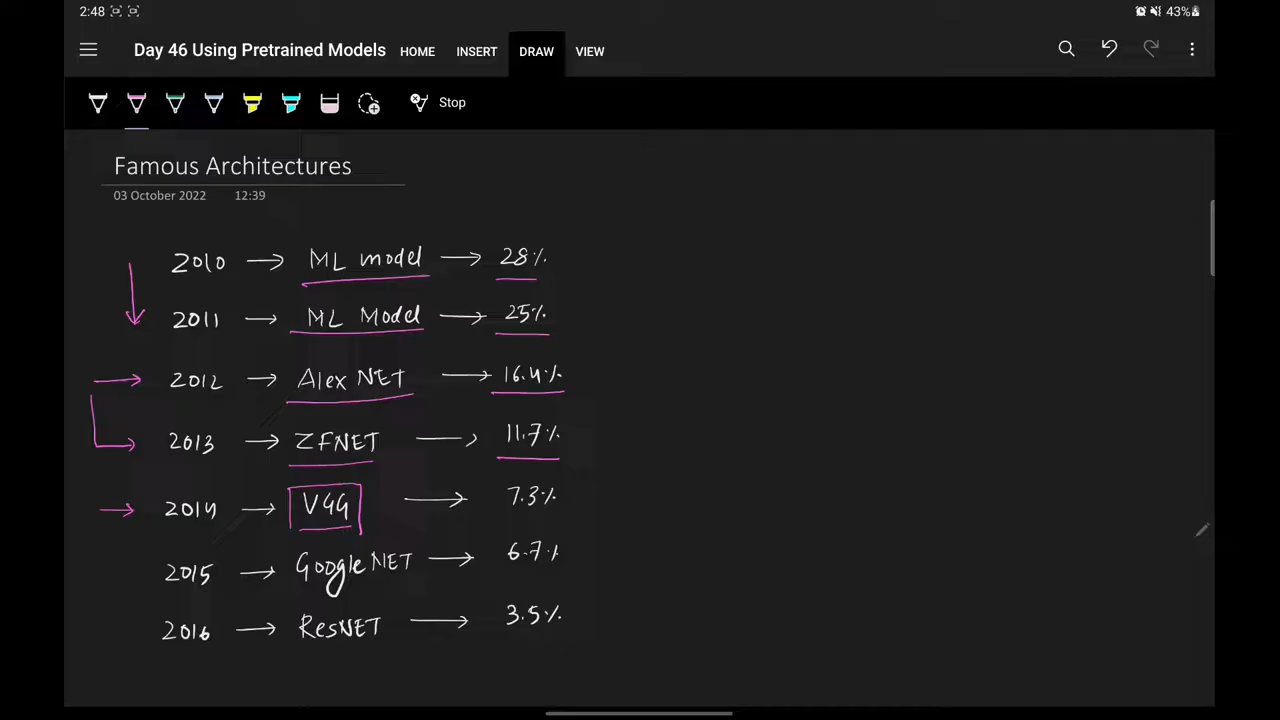 2:48 43%
Day 46 Using Pretrained Models HOME INSERT DRAW VIEW
Stop
Famous Architectures
03 October 2022 12:39
2010 → ML model → 28%
2011 → ML Model → 25%
2012 → Alex NET → 16.4%
2013 → ZFNET → 11.7%
2014 → VGG → 7.3%
2015 → Google NET → 6.7%
2016 → ResNET → 3.5%